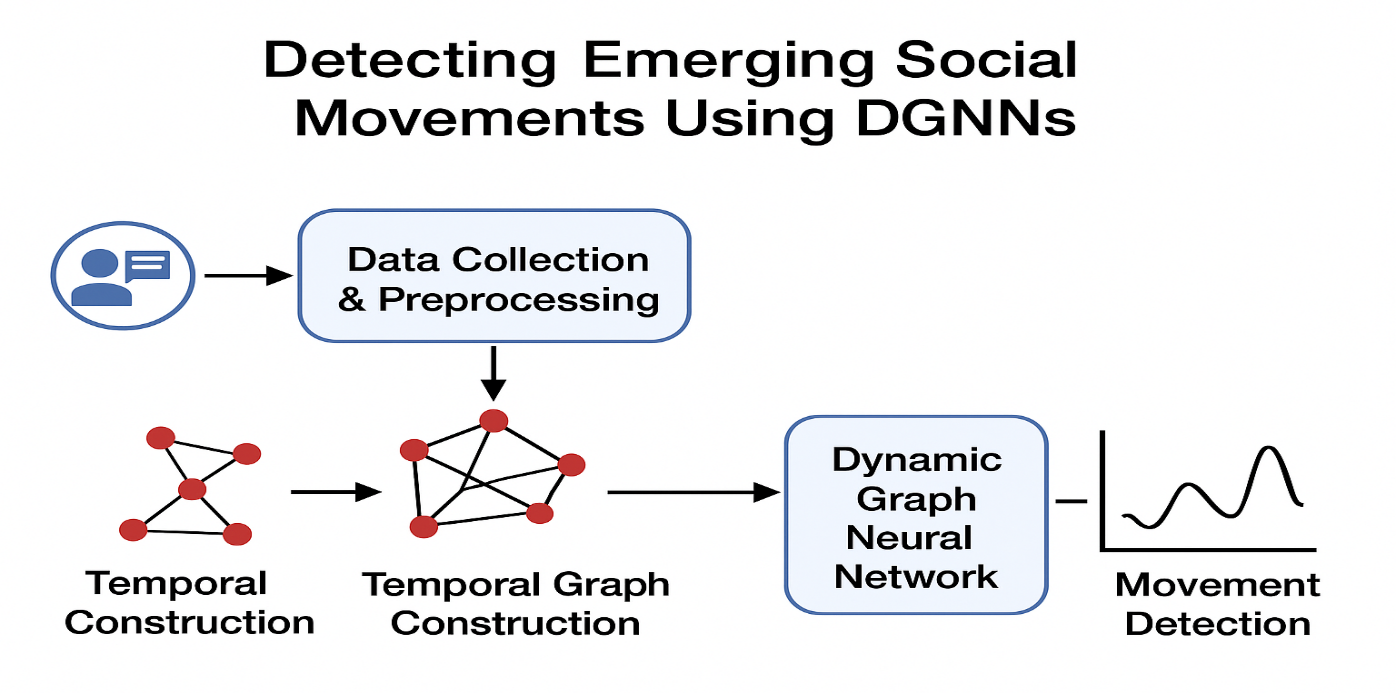 Detecting Emerging Social
Movements Using DGNNs
Data Collection
& Preprocessing
Temporal
Construction
Temporal Graph
Construction
Dynamic
Graph
Neural
Network
Movement
Detection